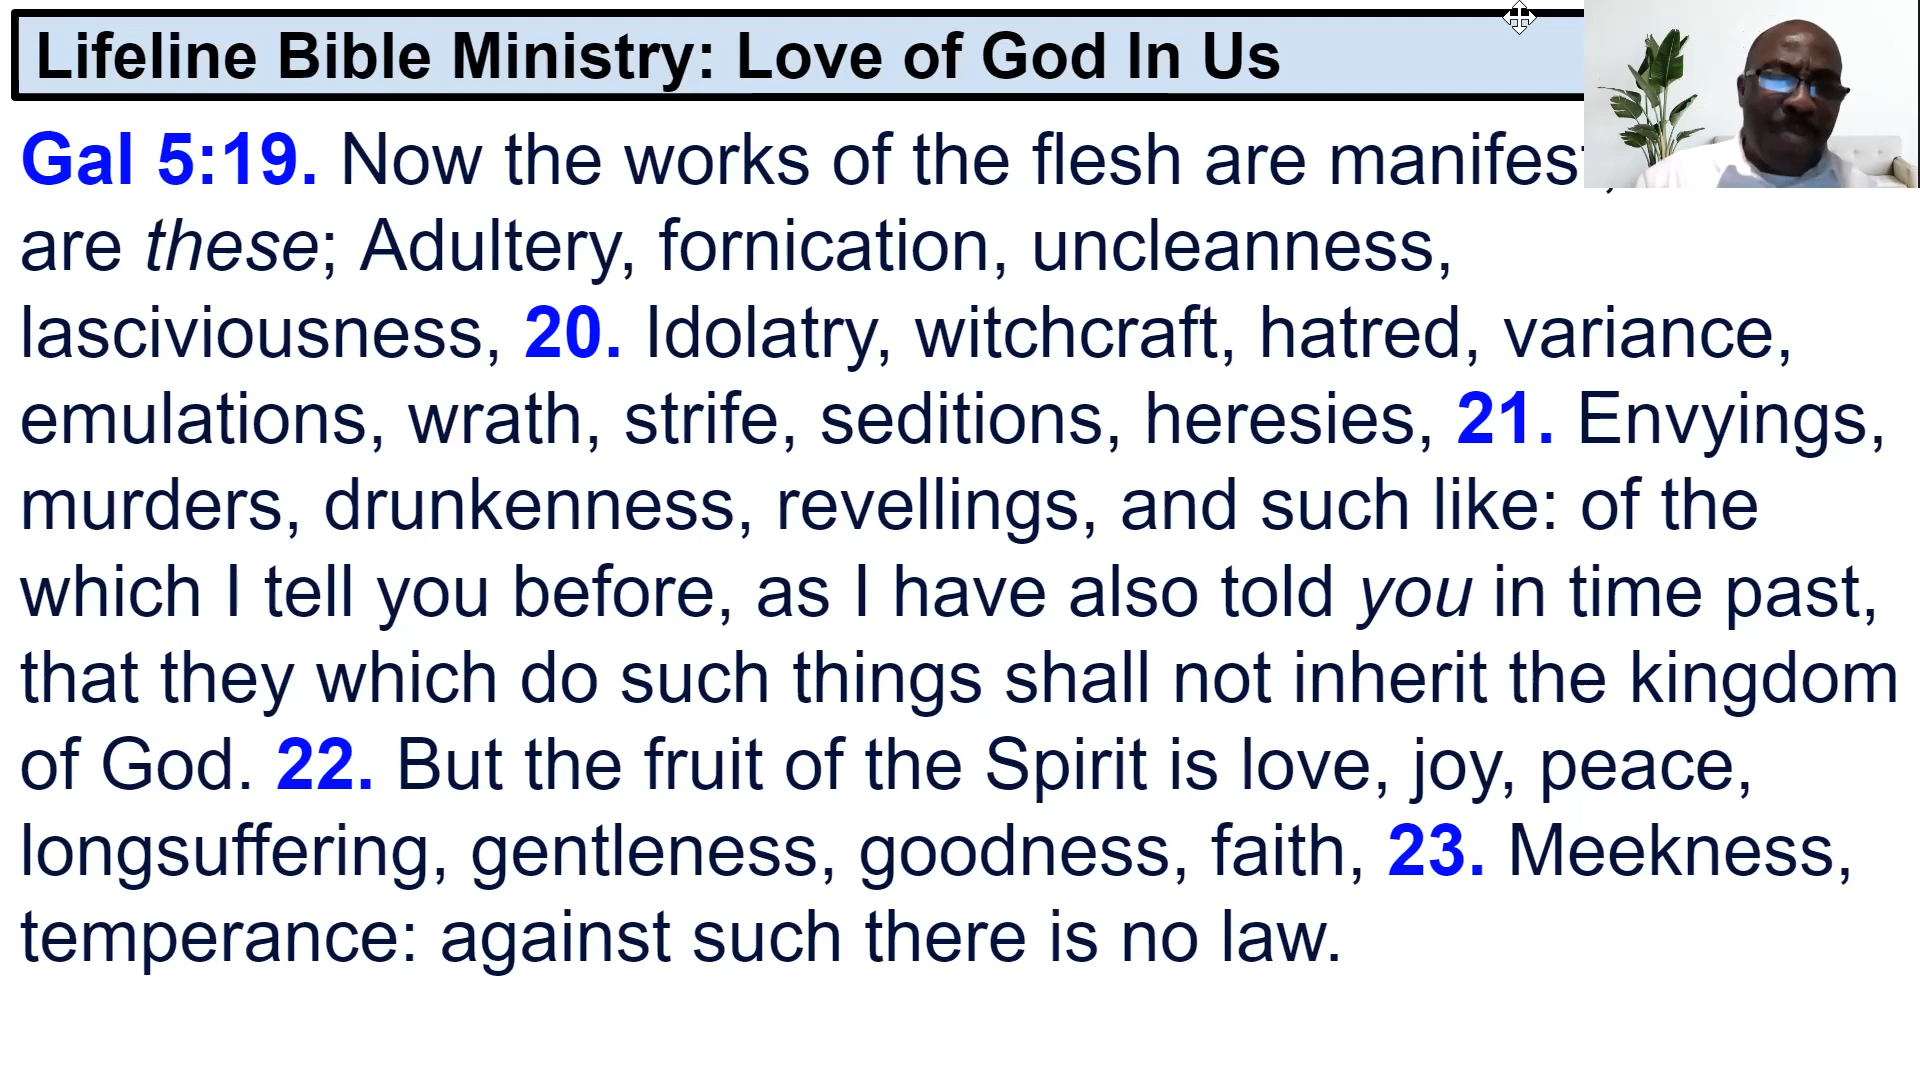 Lifeline Bible Ministry: Love of God In Us
Gal 5:19. Now the works of the flesh are
are these; Adultery, fornication, uncleanness,
lasciviousness, 20. Idolatry, witchcraft, hatred, variance,
emulations, wrath, strife, seditions, heresies, 21. Envyings,
murders, drunkenness, revellings, and such like: of the
which I tell you before, as I have also told you in time past,
that they which do such things shall not inherit the kingdom
of God. 22. But the fruit of the Spirit is love, joy, peace,
longsuffering, gentleness, goodness, faith, 23. Meekness,
temperance: against such there is no law.